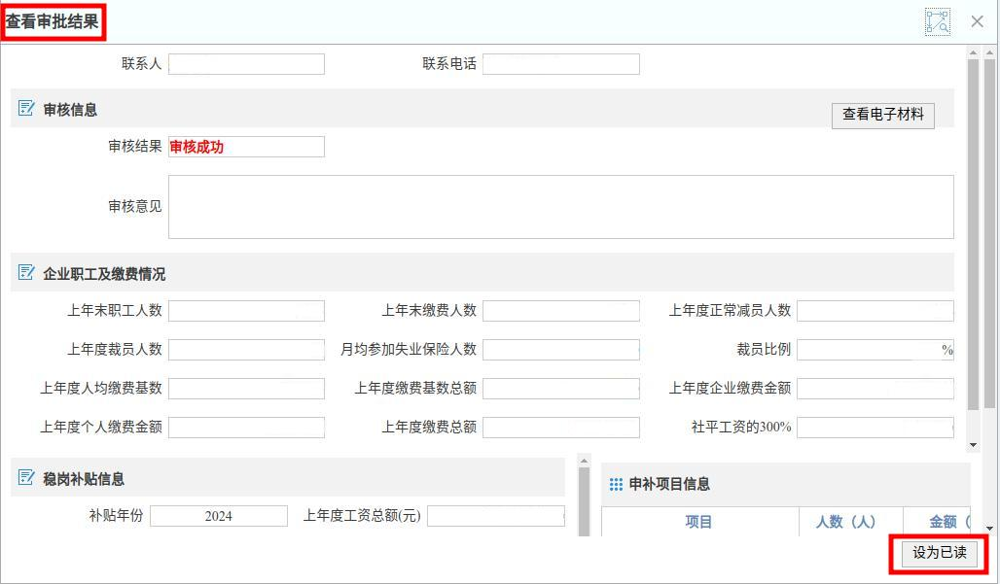 查看审批结果
联系人 联系电话
审核信息 查看电子材料
审核结果 审核成功
审核意见
企业职工及缴费情况
上年末职工人数 上年末缴费人数 上年度正常减员人数
上年度裁员人数 月均参加失业保险人数 裁员比例 %
上年度人均缴费基数 上年度缴费基数总额 上年度企业缴费金额
上年度个人缴费金额 上年度缴费总额 社平工资的300%
稳岗补贴信息 申补项目信息
补贴年份 2024 上年度工资总额(元) 项目 人数（人） 金额（
设为已读